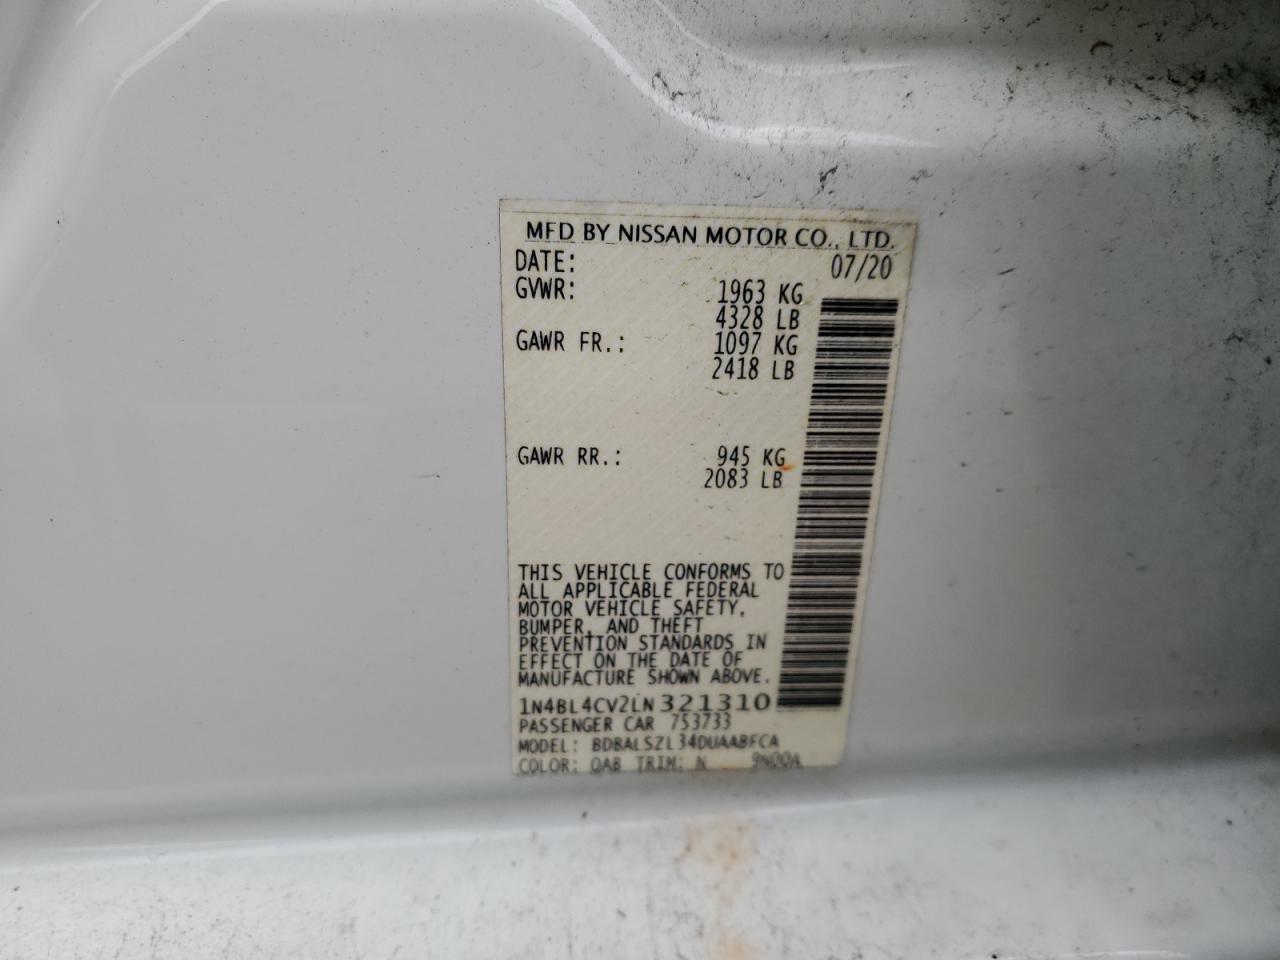 MFD BY NISSAN MOTOR CO., LTD.
DATE: 07/20
GVWR: 1963 KG
4328 LB
GAWR FR.: 1097 KG
2418 LB
GAWR RR.: 945 KG
2083 LB
THIS VEHICLE CONFORMS TO
ALL APPLICABLE FEDERAL
MOTOR VEHICLE SAFETY,
BUMPER, AND THEFT
PREVENTION STANDARDS IN
EFFECT ON THE DATE OF
MANUFACTURE SHOWN ABOVE.
1N4BL4CV2LN321310
PASSENGER CAR 753733
MODEL: BDBALSZL34DUAABFCA
COLOR: QAB TRIM: N